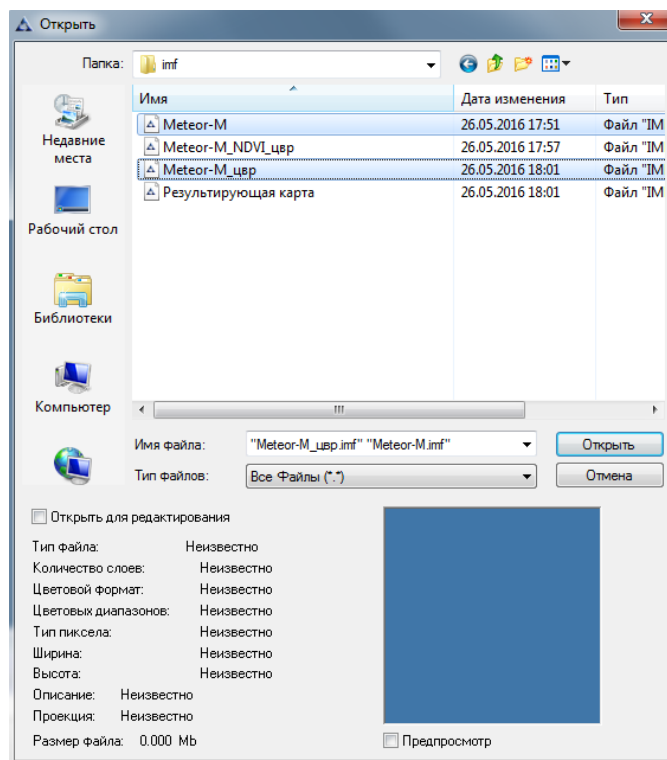 Открыть
Папка: imf
Имя Дата изменения Тип
Meteor-M 26.05.2016 17:51 Файл "IM
Meteor-M_NDVI_цвр 26.05.2016 17:57 Файл "IM
Meteor-M_цвр 26.05.2016 18:01 Файл "IM
Результирующая карта 26.05.2016 18:01 Файл "IM
Недавние
места
Рабочий стол
Библиотеки
Компьютер
Имя файла: "Meteor-M_цвр.imf" "Meteor-M.imf" Открыть
Тип файлов: Все Файлы (*.*) Отмена
Открыть для редактирования
Тип файла: Неизвестно
Количество слоев: Неизвестно
Цветовой формат: Неизвестно
Цветовых диапазонов: Неизвестно
Тип пиксела: Неизвестно
Ширина: Неизвестно
Высота: Неизвестно
Описание: Неизвестно
Проекция: Неизвестно
Размер файла: 0.000 Mb
Предпросмотр